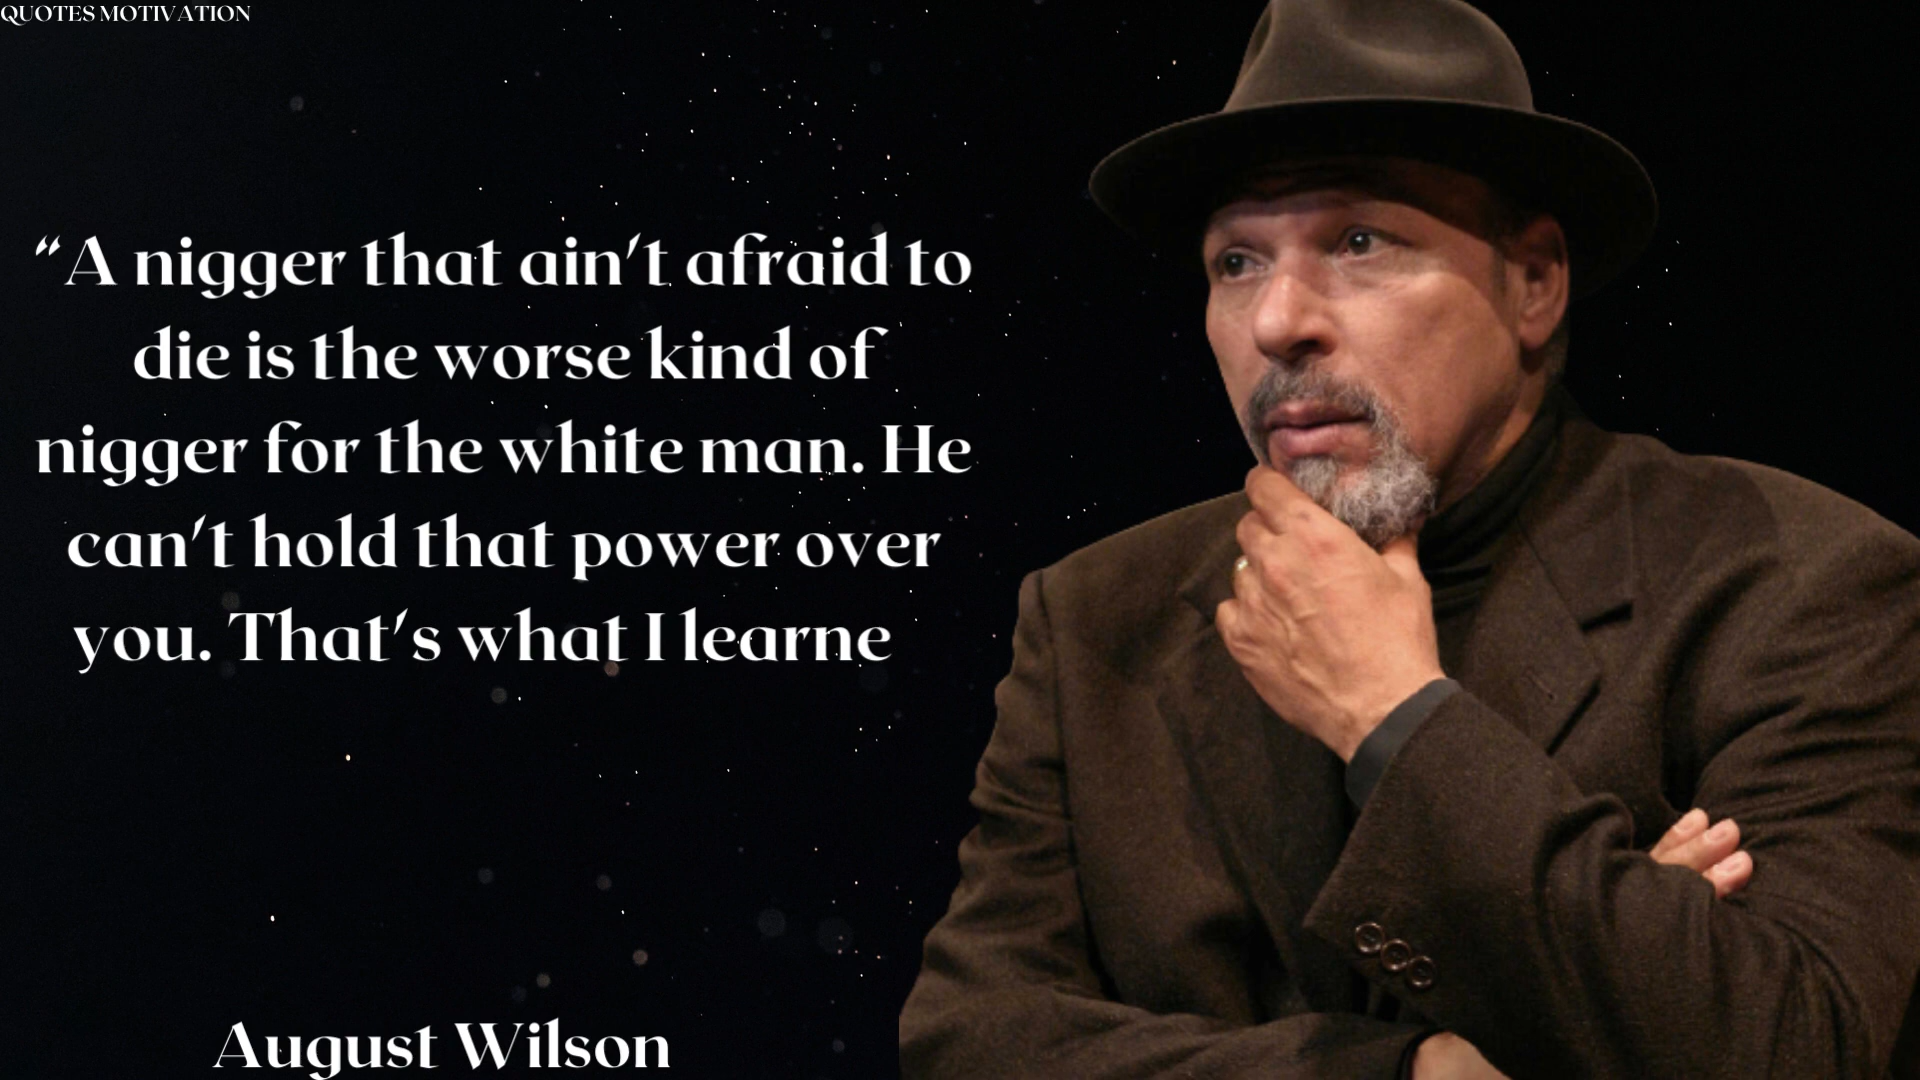 QUOTES MOTIVATION
“A nigger that ain't afraid to
die is the worse kind of
nigger for the white man. He
can't hold that power over
you. That's what I learne
August Wilson